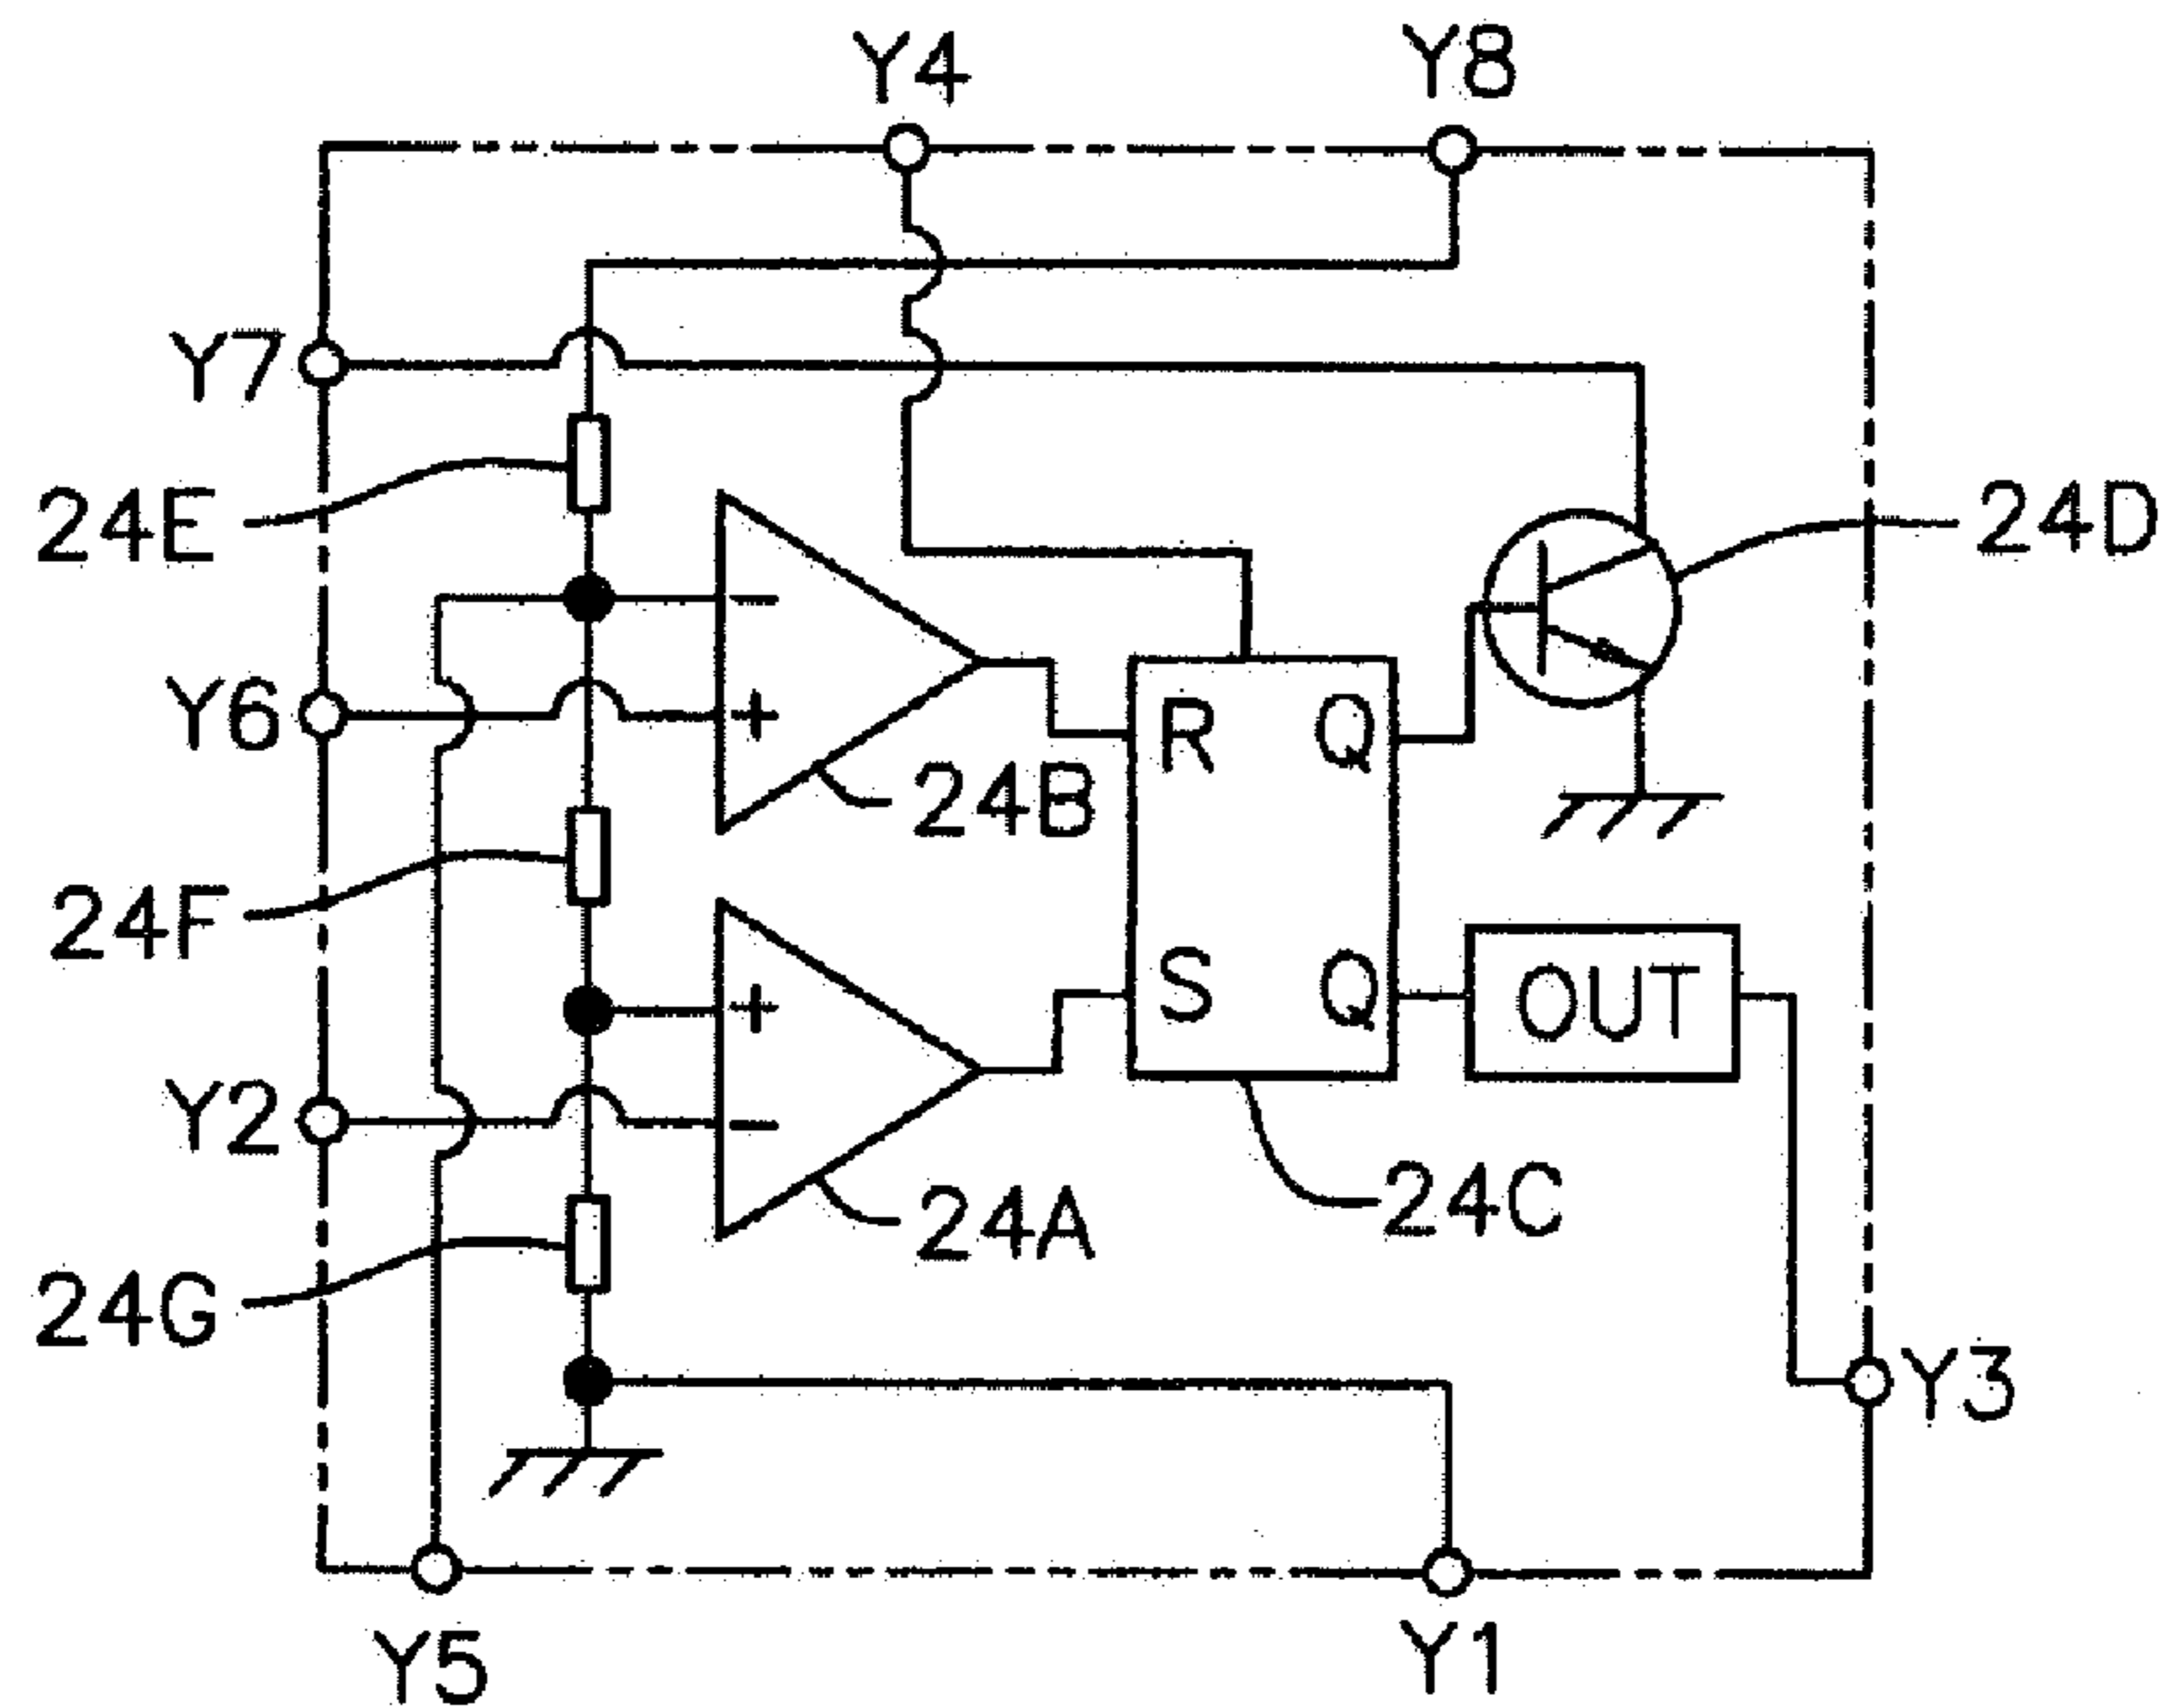 Y4
Y8
Y7
24E
24D
−
Y6
+
R
Q
24B
24F
S
Q
OUT
+
Y2
−
24A
24C
24G
Y3
Y5
Y1